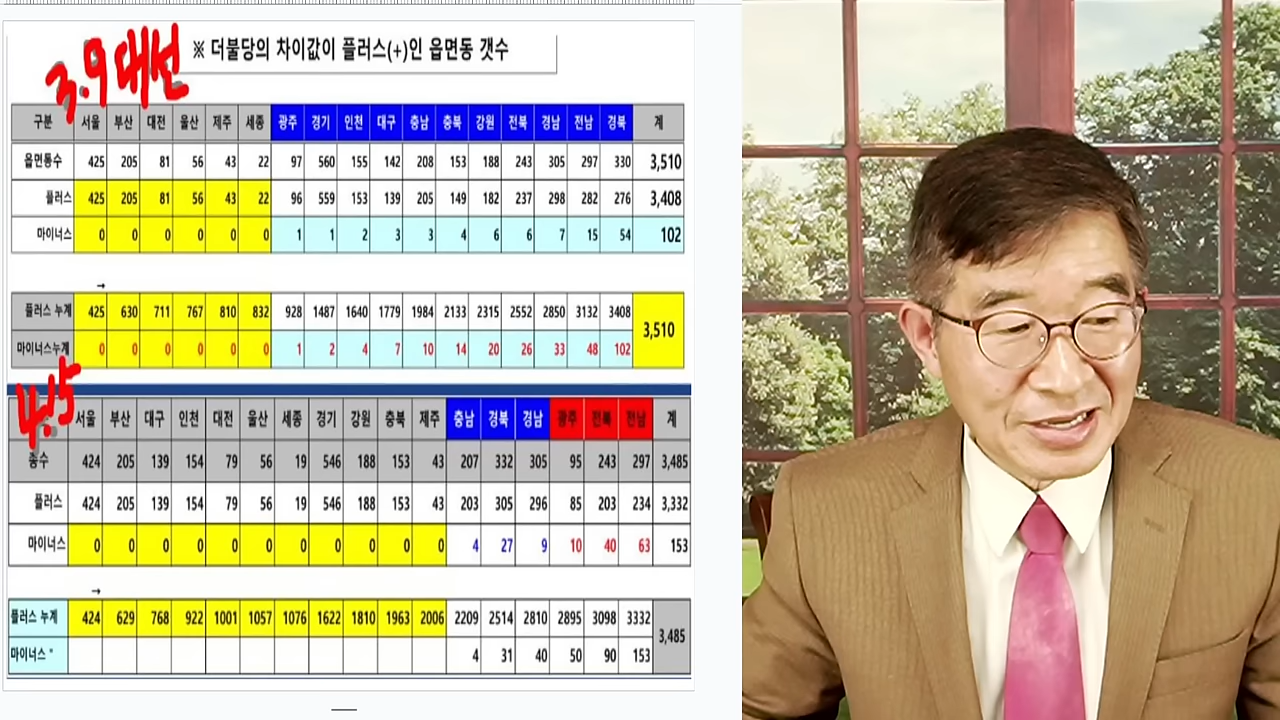 3.9 대선
※ 더불당의 차이값이 플러스(+)인 읍면동 갯수
구분 서울 부산 대전 울산 제주 세종 광주 경기 인천 대구 충남 충북 강원 전북 경남 전남 경북 계
읍면동수 425 205 81 56 43 22 97 560 155 142 208 153 188 243 305 297 330 3,510
플러스 425 205 81 56 43 22 96 559 153 139 205 149 182 237 298 282 276 3,408
마이너스 0 0 0 0 0 0 1 1 2 3 3 4 6 6 7 15 54 102
→
플러스 누계 425 630 711 767 810 832 928 1487 1640 1779 1984 2133 2315 2552 2850 3132 3408 3,510
마이너스누계 0 0 0 0 0 0 1 2 4 7 10 14 20 26 33 48 102
4.15
서울 부산 대구 인천 대전 울산 세종 경기 강원 충북 제주 충남 경북 경남 광주 전북 전남 계
총수 424 205 139 154 79 56 19 546 188 153 43 207 332 305 95 243 297 3,485
플러스 424 205 139 154 79 56 19 546 188 153 43 203 305 296 85 203 234 3,332
마이너스 0 0 0 0 0 0 0 0 0 0 0 4 27 9 10 40 63 153
→
플러스 누계 424 629 768 922 1001 1057 1076 1622 1810 1963 2006 2209 2514 2810 2895 3098 3332 3,485
마이너스 " 4 31 40 50 90 153